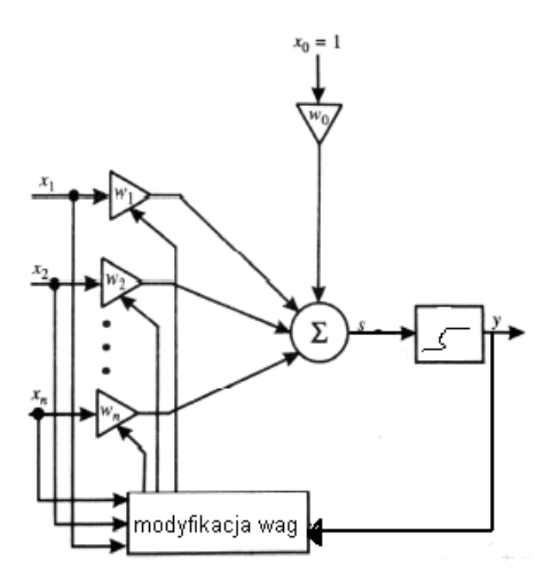 x₀ = 1
w₀
x₁
w₁
x₂
w₂
xₙ
wₙ
Σ
s
y
modyfikacja wag